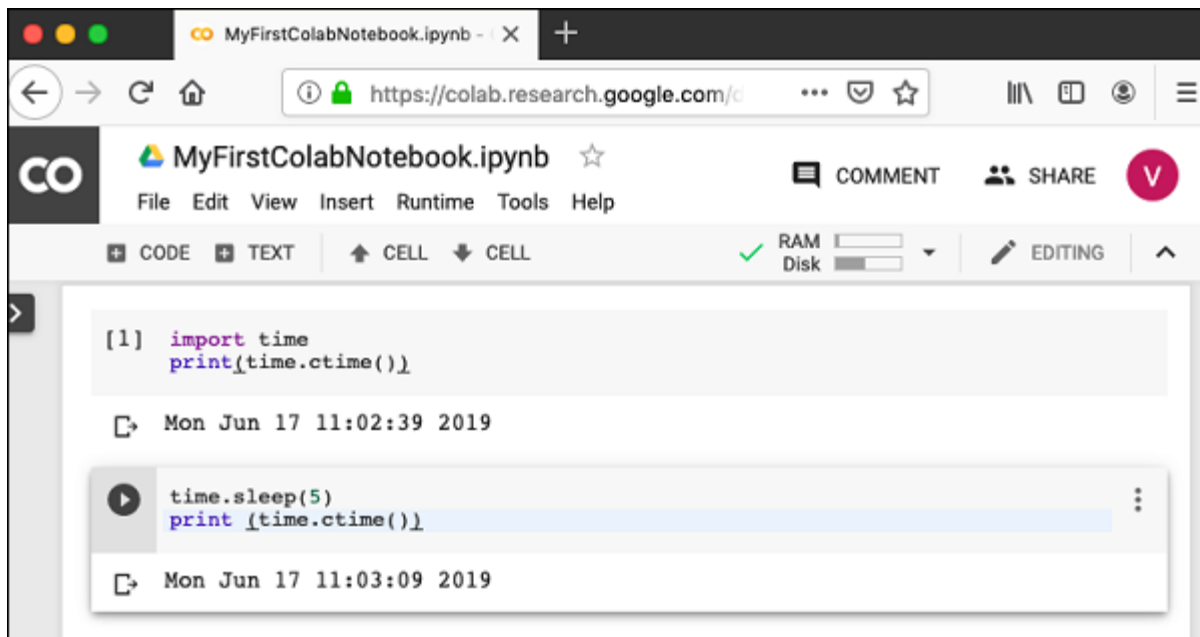 CO MyFirstColabNotebook.ipynb -
https://colab.research.google.com/
CO MyFirstColabNotebook.ipynb
COMMENT SHARE V
File Edit View Insert Runtime Tools Help
CODE TEXT CELL CELL RAM Disk EDITING
[1] import time
print(time.ctime())
Mon Jun 17 11:02:39 2019
time.sleep(5)
print (time.ctime())
Mon Jun 17 11:03:09 2019